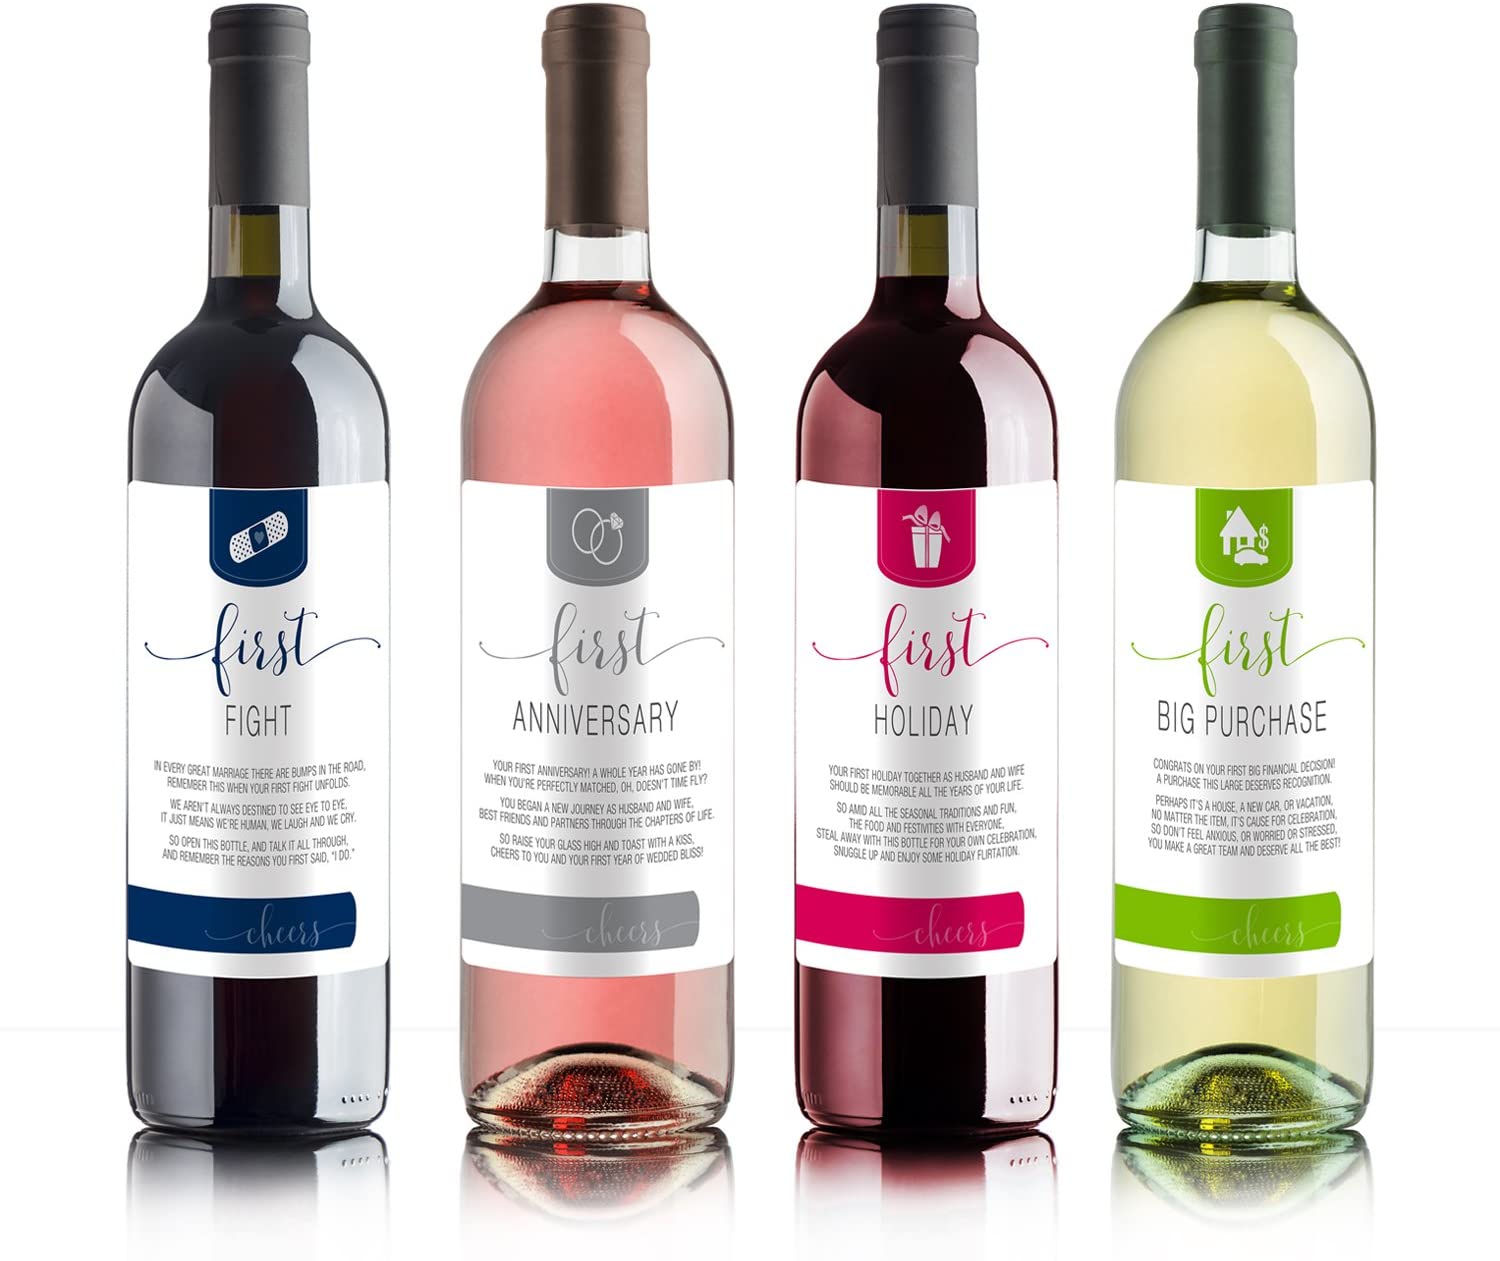 first
FIGHT
IN EVERY GREAT MARRIAGE THERE ARE BUMPS IN THE ROAD,
REMEMBER THIS WHEN YOUR FIRST FIGHT UNFOLDS.
WE AREN'T ALWAYS DESTINED TO SEE EYE TO EYE,
IT JUST MEANS WE'RE HUMAN, WE LAUGH AND WE CRY.
SO OPEN THIS BOTTLE, AND TALK IT ALL THROUGH,
AND REMEMBER THE REASONS YOU FIRST SAID, "I DO."
cheers
first
ANNIVERSARY
YOUR FIRST ANNIVERSARY! A WHOLE YEAR HAS GONE BY!
WHEN YOU'RE PERFECTLY MATCHED, OH, DOESN'T TIME FLY?
YOU BEGAN A NEW JOURNEY AS HUSBAND AND WIFE,
BEST FRIENDS AND PARTNERS THROUGH THE CHAPTERS OF LIFE.
SO RAISE YOUR GLASS HIGH AND TOAST WITH A KISS,
CHEERS TO YOU AND YOUR FIRST YEAR OF WEDDED BLISS!
cheers
first
HOLIDAY
YOUR FIRST HOLIDAY TOGETHER AS HUSBAND AND WIFE
SHOULD BE MEMORABLE ALL THE YEARS OF YOUR LIFE.
SO AMID ALL THE SEASONAL TRADITIONS AND FUN,
THE FOOD AND FESTIVITIES WITH EVERYONE,
STEAL AWAY WITH THIS BOTTLE FOR YOUR OWN CELEBRATION,
SNUGGLE UP AND ENJOY SOME HOLIDAY FLIRTATION.
cheers
$
first
BIG PURCHASE
CONGRATS ON YOUR FIRST BIG FINANCIAL DECISION!
A PURCHASE THIS LARGE DESERVES RECOGNITION.
PERHAPS IT'S A HOUSE, A NEW CAR, OR VACATION,
NO MATTER THE ITEM, IT'S CAUSE FOR CELEBRATION,
SO DON'T FEEL ANXIOUS, OR WORRIED OR STRESSED,
YOU MAKE A GREAT TEAM AND DESERVE ALL THE BEST!
cheers